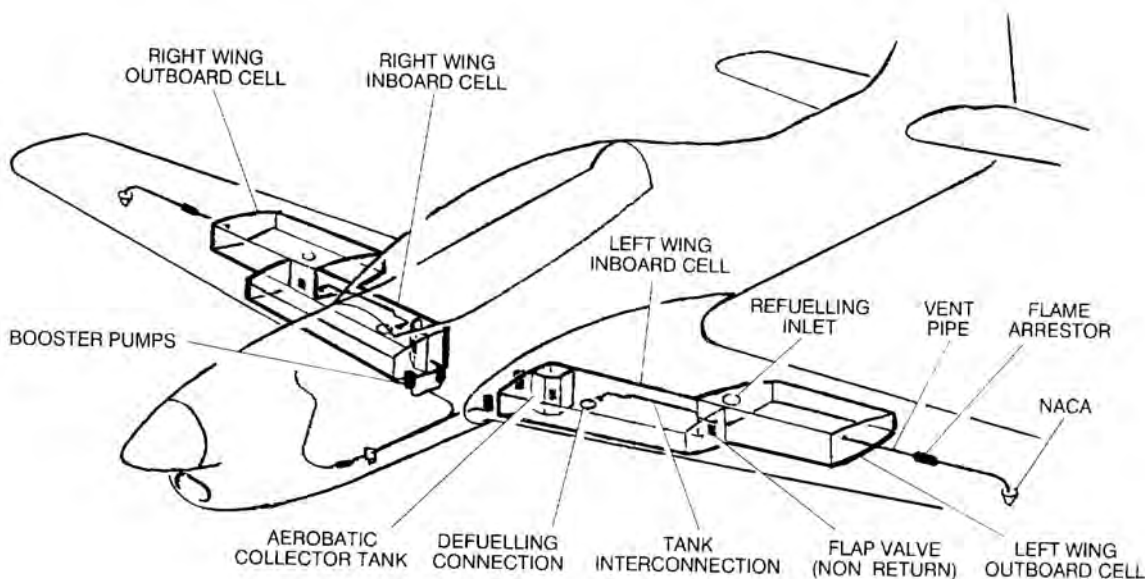 RIGHT WING
OUTBOARD CELL
RIGHT WING
INBOARD CELL
LEFT WING
INBOARD CELL
REFUELLING
INLET
VENT
PIPE
FLAME
ARRESTOR
BOOSTER PUMPS
NACA
AEROBATIC
COLLECTOR TANK
DEFUELLING
CONNECTION
TANK
INTERCONNECTION
FLAP VALVE
(NON RETURN)
LEFT WING
OUTBOARD CELL